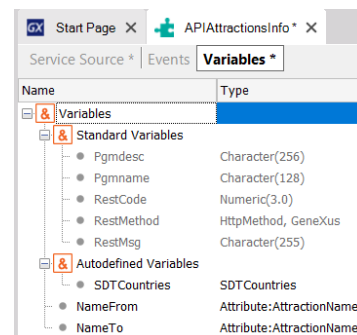 GX Start Page X APIAttractionsInfo * X
Service Source * Events Variables *
Name Type
& Variables
& Standard Variables
Pgmdesc Character(256)
Pgmname Character(128)
RestCode Numeric(3.0)
RestMethod HttpMethod, GeneXus
RestMsg Character(255)
& Autodefined Variables
SDTCountries SDTCountries
NameFrom Attribute:AttractionName
NameTo Attribute:AttractionName